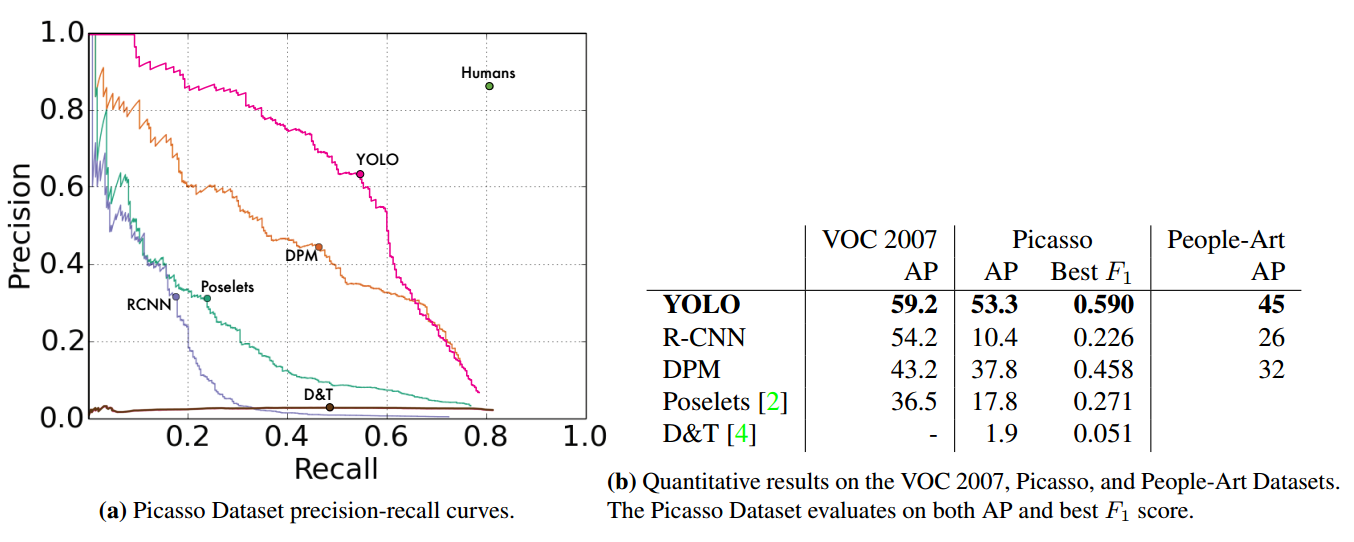 1.0
0.8
0.6
0.4
0.2
0.0
Precision
Humans
YOLO
DPM
Poselets
RCNN
D&T
0.2 0.4 0.6 0.8 1.0
Recall
(a) Picasso Dataset precision-recall curves.
VOC 2007 Picasso People-Art
AP AP Best F1 AP
YOLO 59.2 53.3 0.590 45
R-CNN 54.2 10.4 0.226 26
DPM 43.2 37.8 0.458 32
Poselets [2] 36.5 17.8 0.271
D&T [4] - 1.9 0.051
(b) Quantitative results on the VOC 2007, Picasso, and People-Art Datasets.
The Picasso Dataset evaluates on both AP and best F1 score.